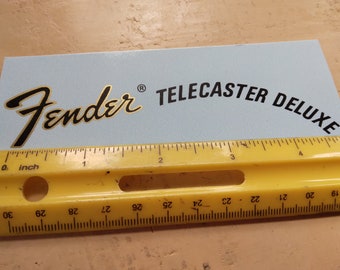 Fender® TELECASTER DELUXE
0 inch 1 2 3 4
30 29 28 27 26 25 24 23 22 21 20 19